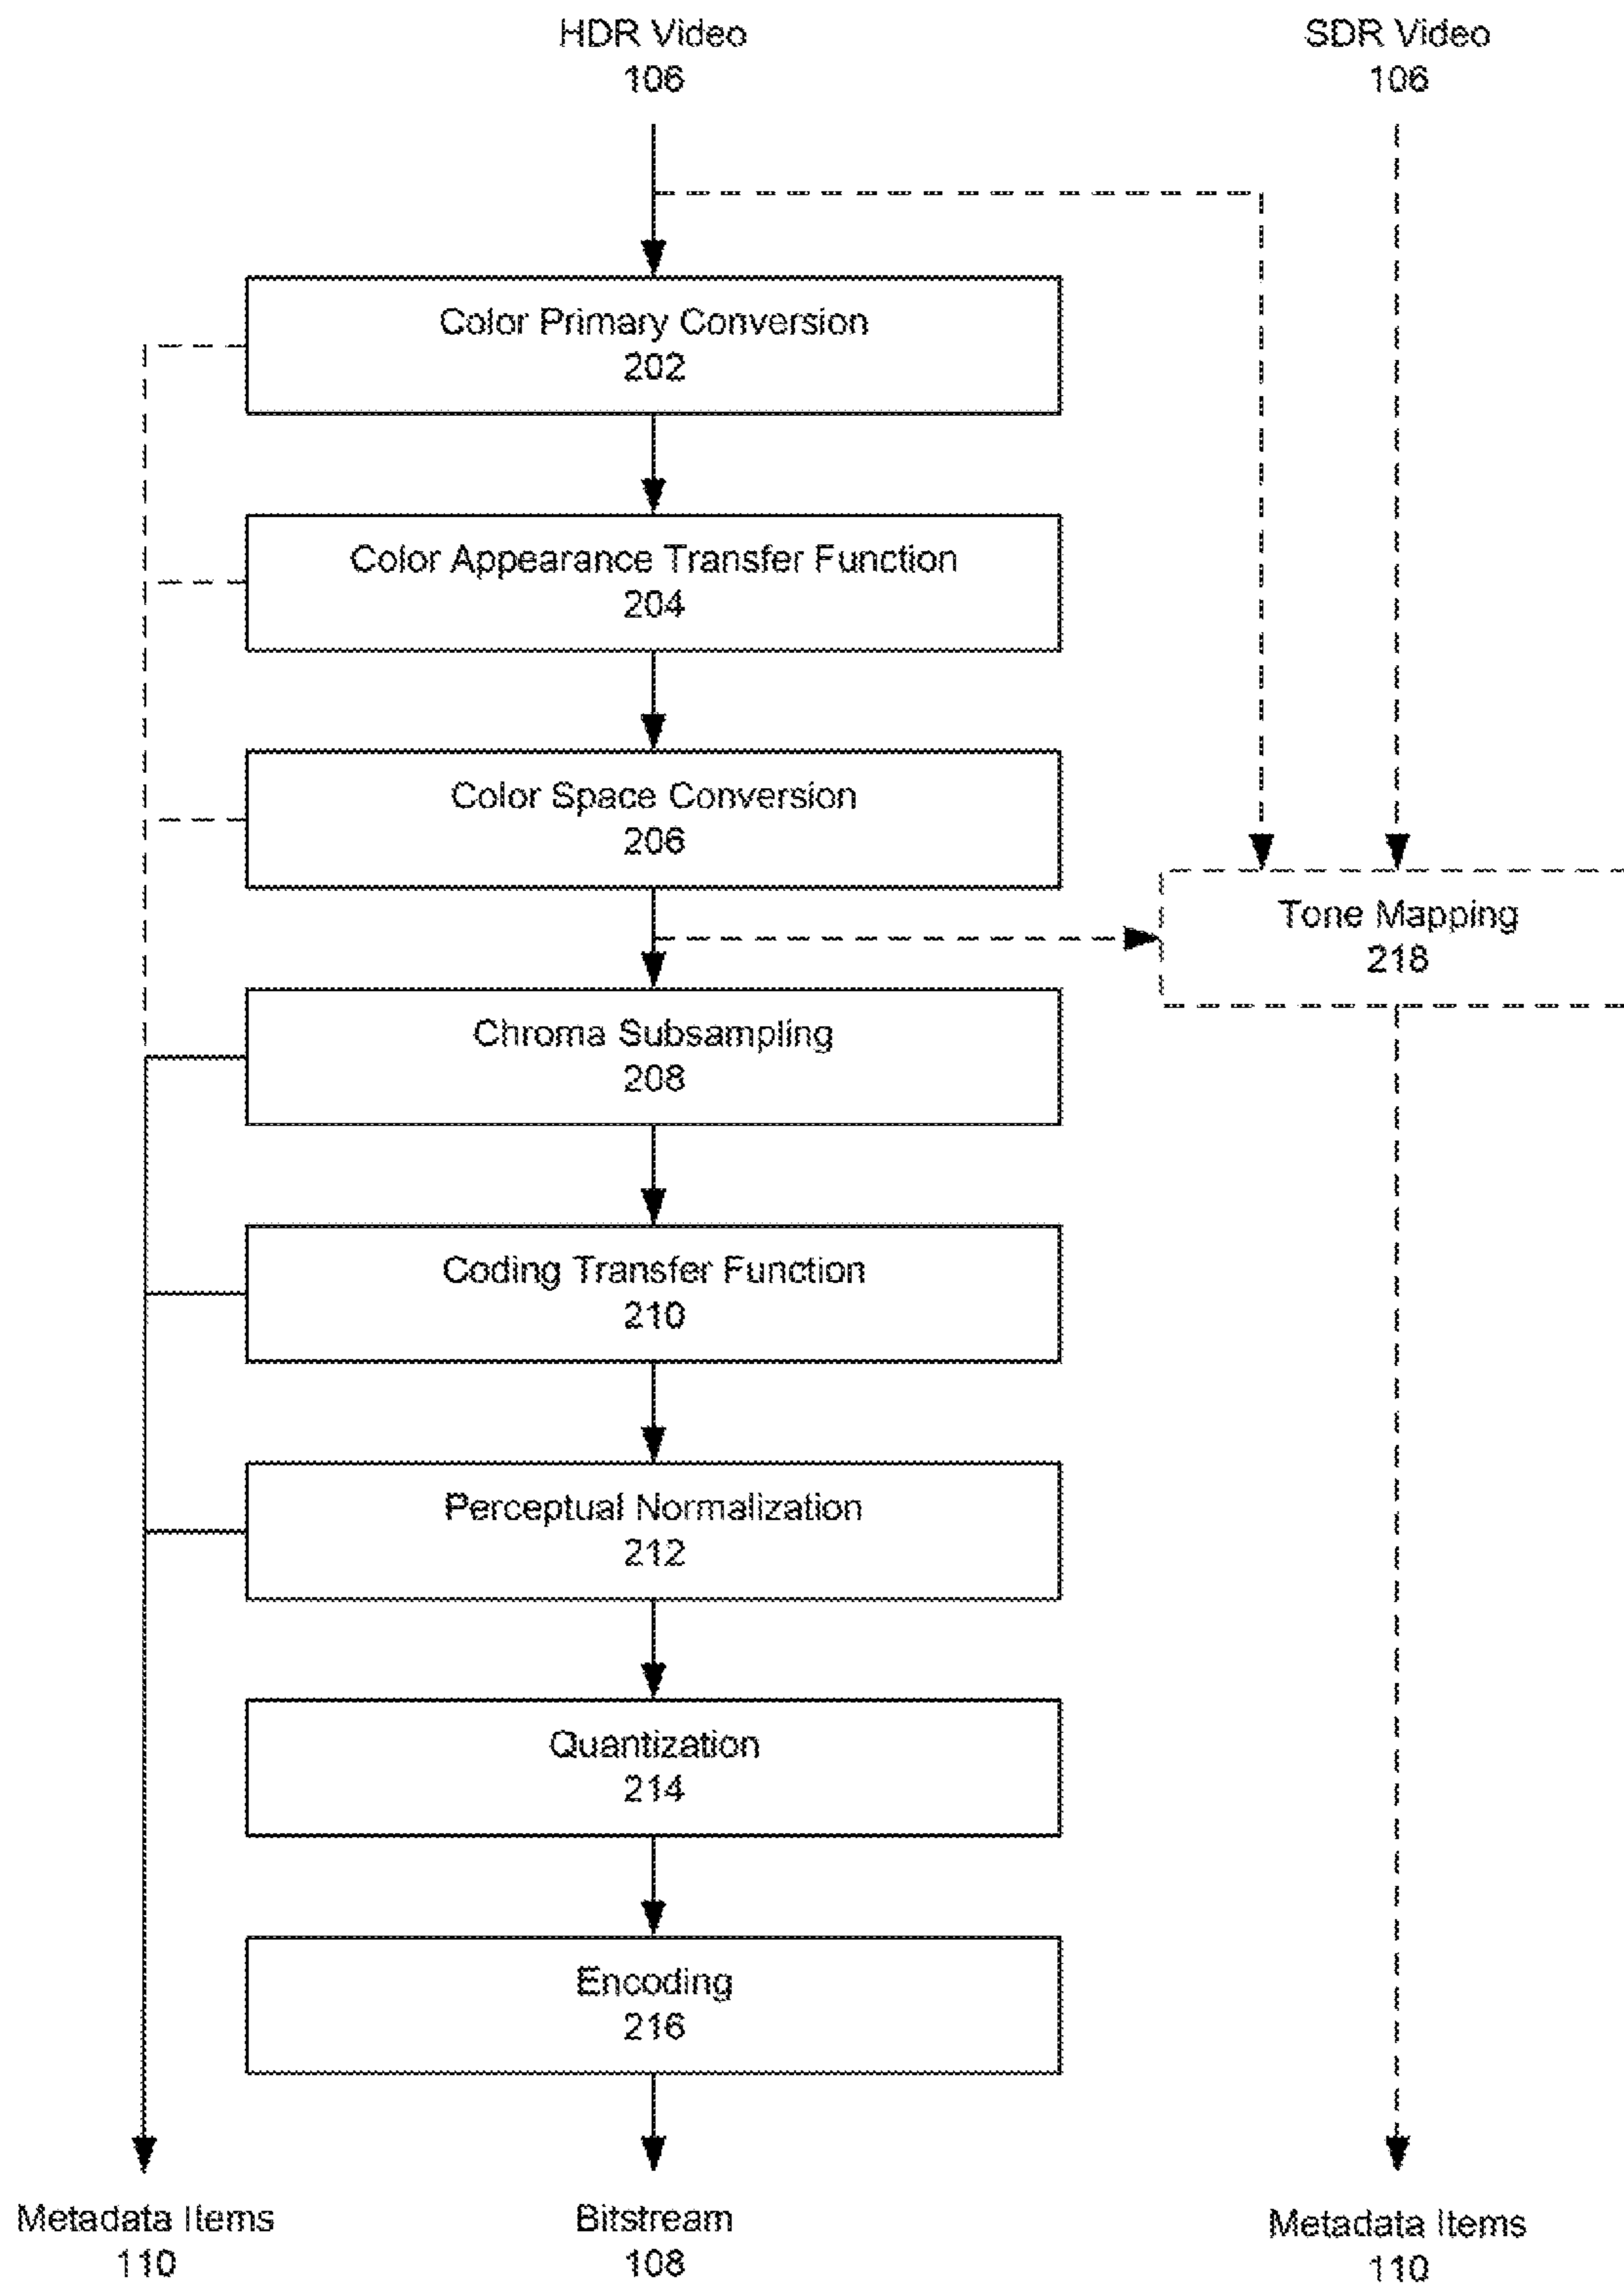 HDR Video
106
SDR Video
106
Color Primary Conversion
202
Color Appearance Transfer Function
204
Color Space Conversion
206
Tone Mapping
218
Chroma Subsampling
208
Coding Transfer Function
210
Perceptual Normalization
212
Quantization
214
Encoding
216
Metadata Items
110
Bitstream
108
Metadata Items
110